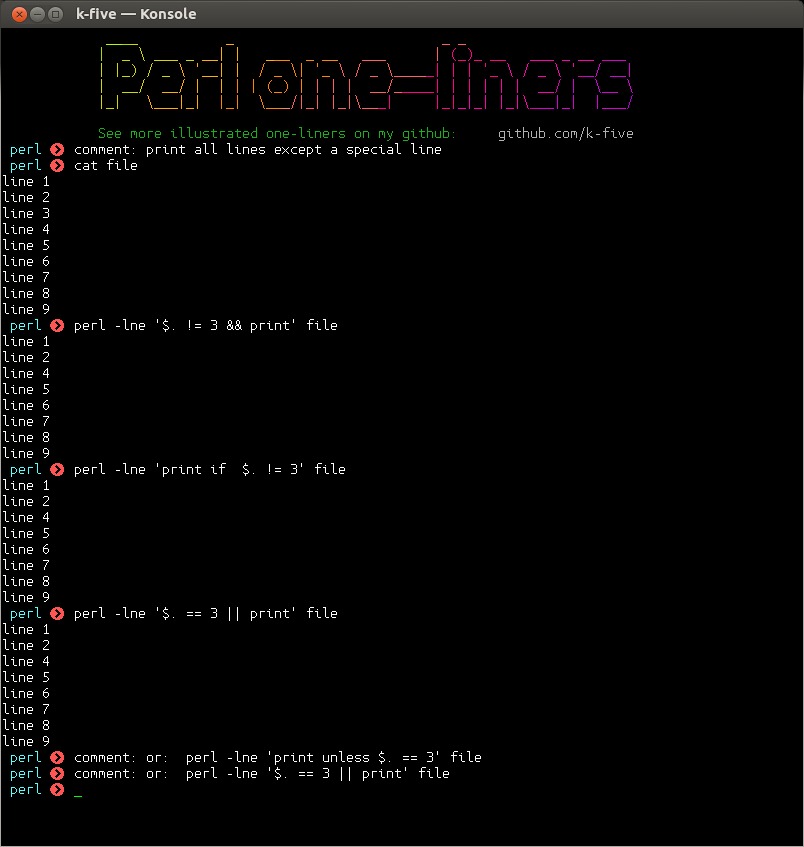 k-five — Konsole
Perl one-liners
See more illustrated one-liners on my github: github.com/k-five
perl comment: print all lines except a special line
perl cat file
line 1
line 2
line 3
line 4
line 5
line 6
line 7
line 8
line 9
perl perl -lne '$. != 3 && print' file
line 1
line 2
line 4
line 5
line 6
line 7
line 8
line 9
perl perl -lne 'print if  $. != 3' file
line 1
line 2
line 4
line 5
line 6
line 7
line 8
line 9
perl perl -lne '$. == 3 || print' file
line 1
line 2
line 4
line 5
line 6
line 7
line 8
line 9
perl comment: or:  perl -lne 'print unless $. == 3' file
perl comment: or:  perl -lne '$. == 3 || print' file
perl _